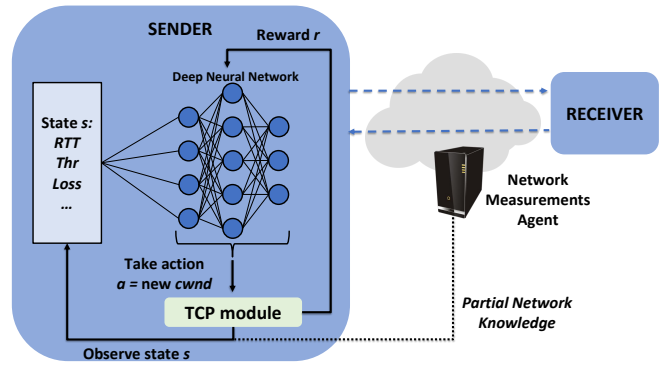 SENDER
Reward r
Deep Neural Network
State s:
RTT
Thr
Loss
...
Take action
a = new cwnd
TCP module
Observe state s
RECEIVER
Network
Measurements
Agent
Partial Network
Knowledge